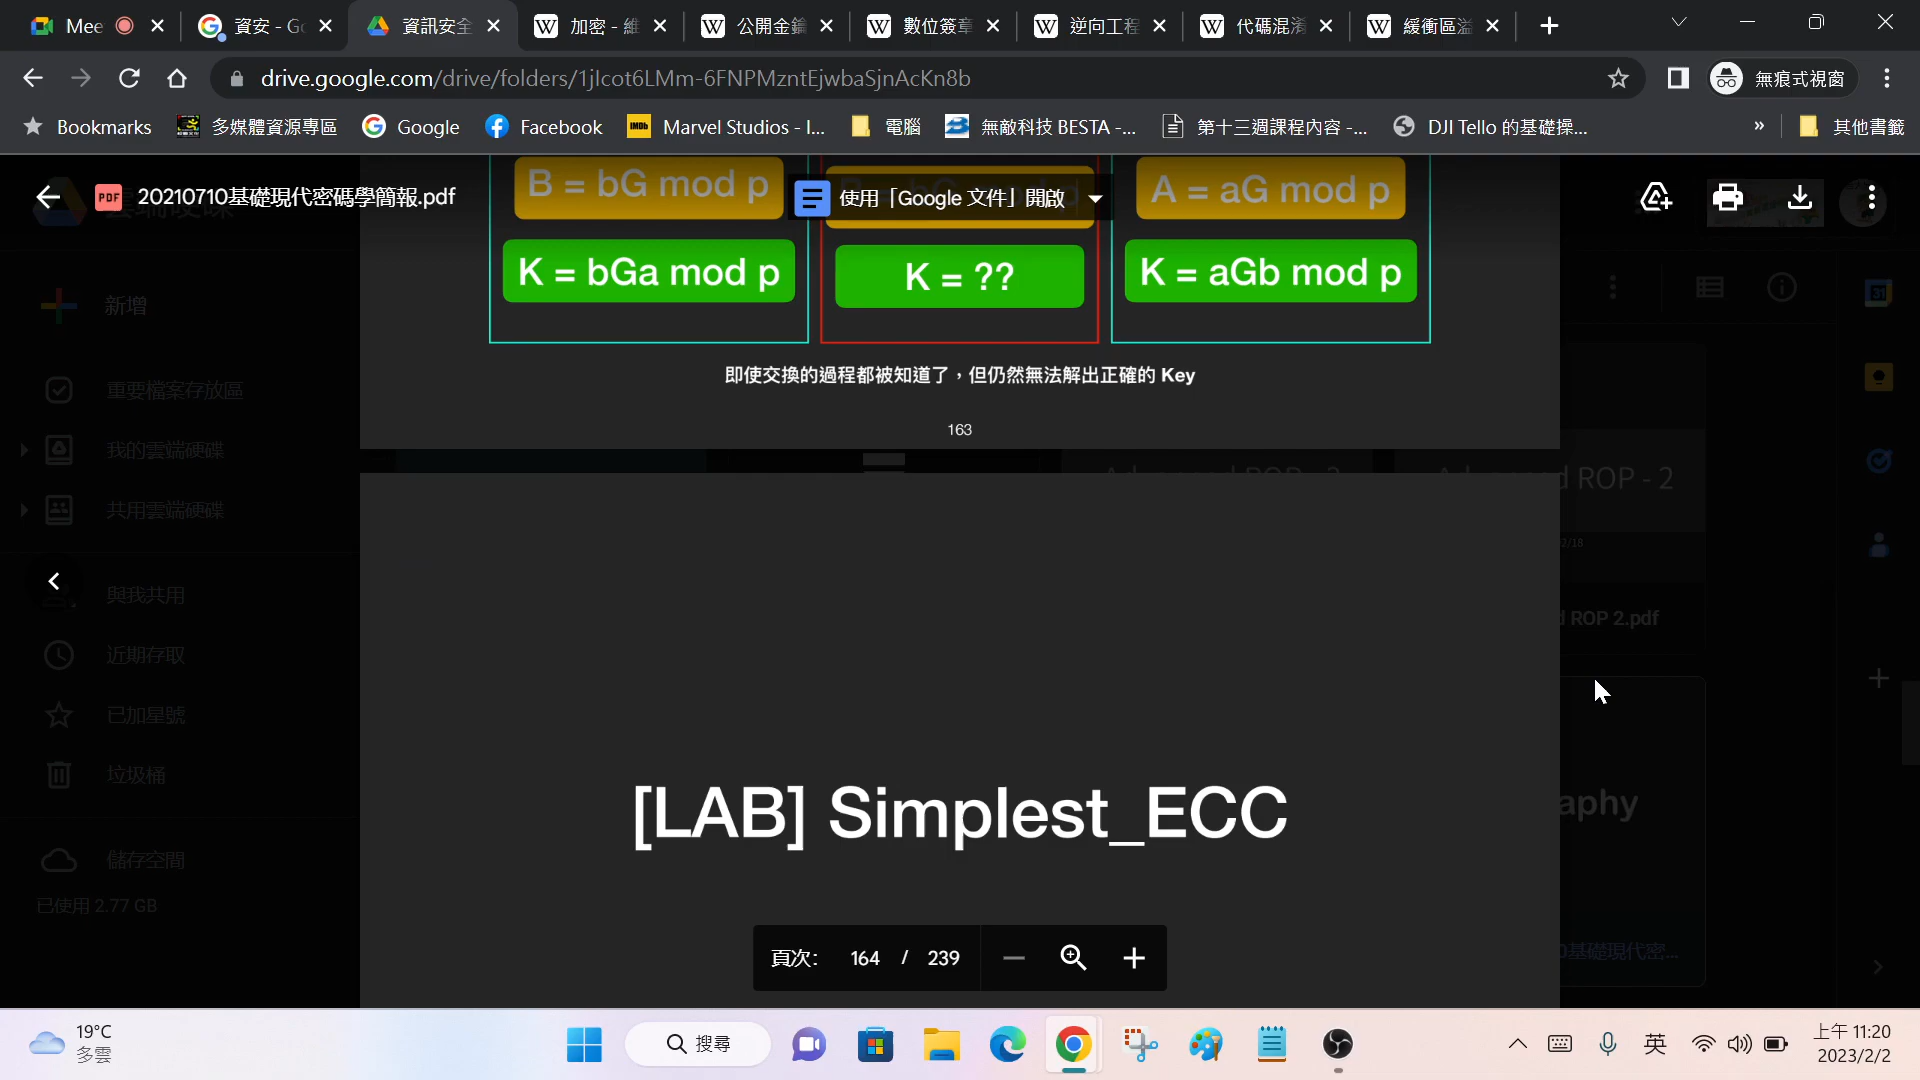 Mee
資安 - Go
資訊安全
加密 - 維
公開金鑰
數位簽章
逆向工程
代碼混淆
緩衝區溢
drive.google.com/drive/folders/1jlcot6LMm-6FNPMzntEjwbaSjnAcKn8b
無痕式視窗
Bookmarks
多媒體資源專區
Google
Facebook
Marvel Studios - I...
電腦
無敵科技 BESTA -...
第十三週課程內容 -...
DJI Tello 的基礎操...
»
其他書籤
PDF
20210710基礎現代密碼學簡報.pdf
使用「Google 文件」開啟
B = bG mod p
A = aG mod p
K = bGa mod p
K = ??
K = aGb mod p
即使交換的過程都被知道了，但仍然無法解出正確的 Key
163
新增
重要檔案存放區
我的雲端硬碟
共用雲端硬碟
與我共用
近期存取
已加星號
垃圾桶
儲存空間
已使用 2.77 GB
d ROP - 2
2/18
d ROP 2.pdf
aphy
0基礎現代密...
[LAB] Simplest_ECC
頁次: 164 / 239
19°C
多雲
搜尋
英
上午 11:20
2023/2/2